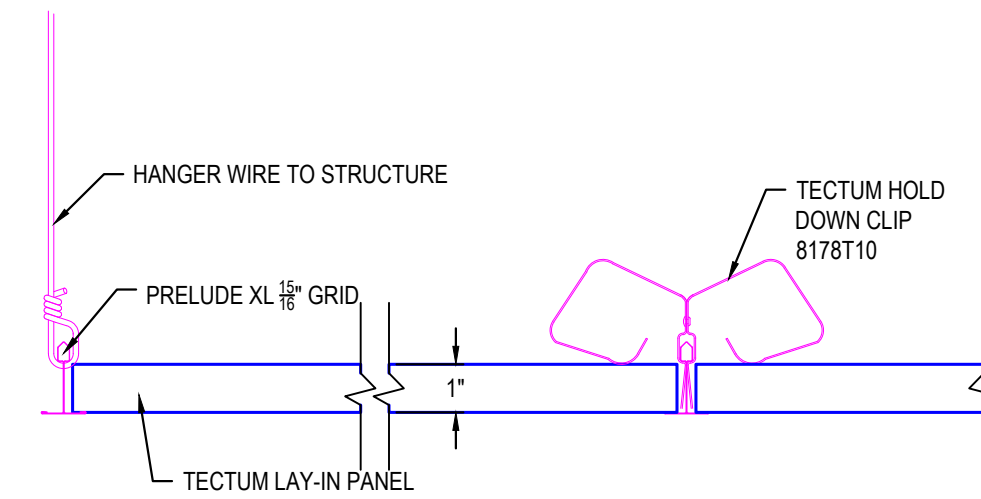 HANGER WIRE TO STRUCTURE
TECTUM HOLD
DOWN CLIP
8178T10
PRELUDE XL 15/16" GRID
1"
TECTUM LAY-IN PANEL